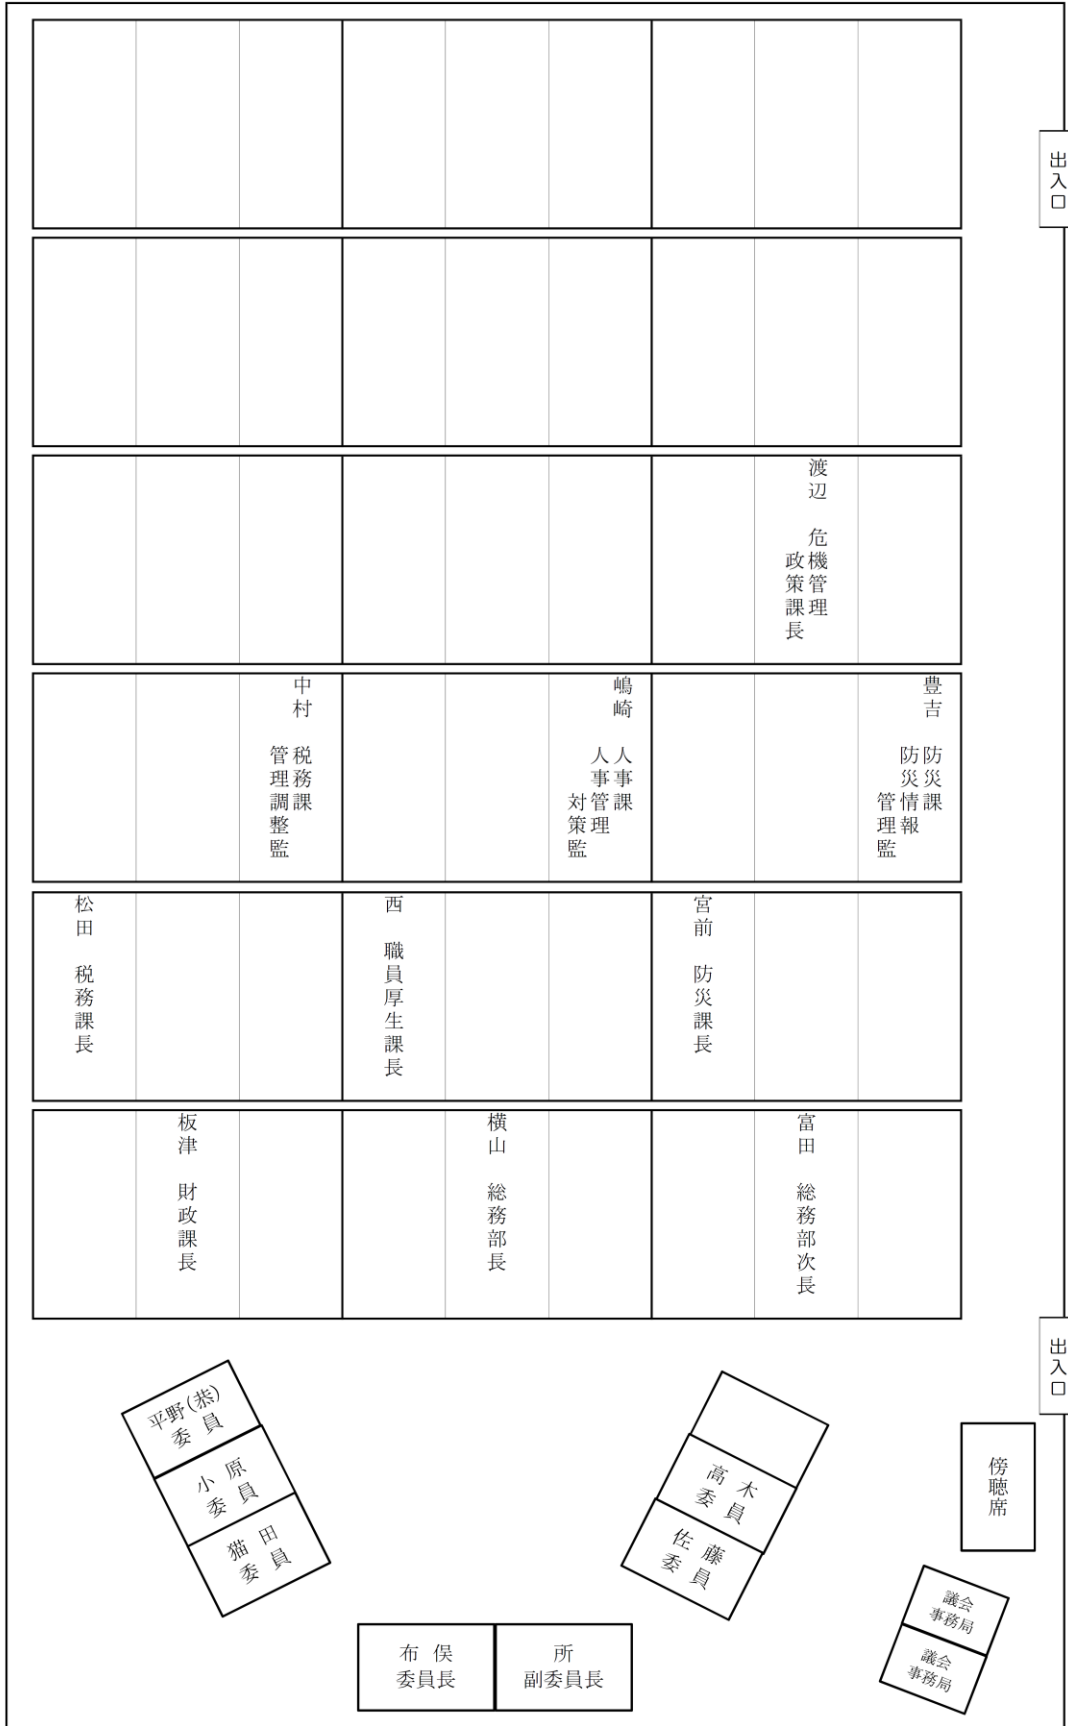 出入口
渡辺　危機管理
政策課長
中村　税務課
管理調整監
嶋崎　人事課
人事管理
対策監
豊吉　防災課
防災情報
管理監
松田　税務課長
西　職員厚生課長
宮前　防災課長
板津　財政課長
横山　総務部長
富田　総務部次長
出入口
平野(恭)
委員
小原
委員
猫田
委員
高木
委員
佐藤
委員
傍聴席
議会
事務局
議会
事務局
布俣
委員長
所
副委員長